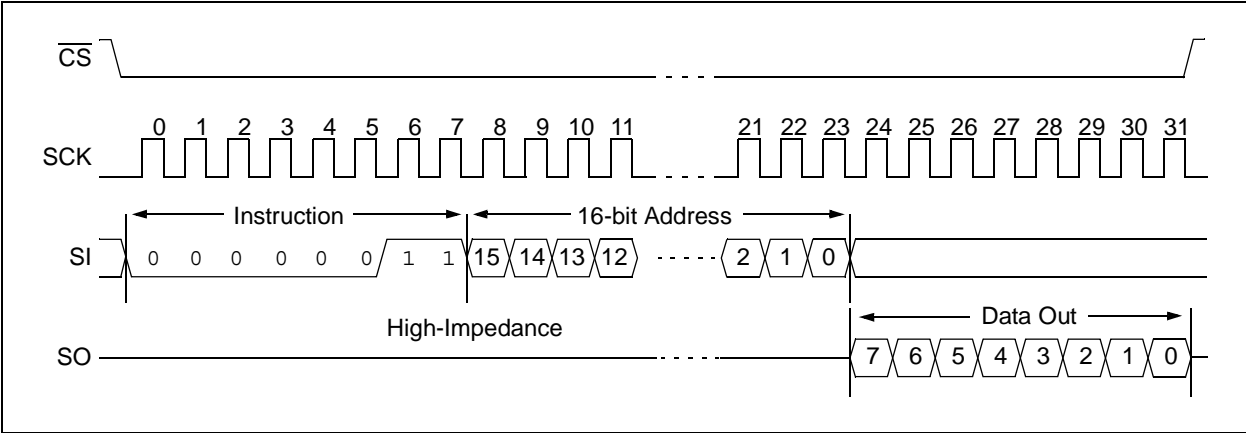 CS
0 1 2 3 4 5 6 7 8 9 10 11 21 22 23 24 25 26 27 28 29 30 31
SCK
Instruction 16-bit Address
SI 0 0 0 0 0 0 1 1 15 14 13 12 2 1 0
High-Impedance Data Out
SO 7 6 5 4 3 2 1 0